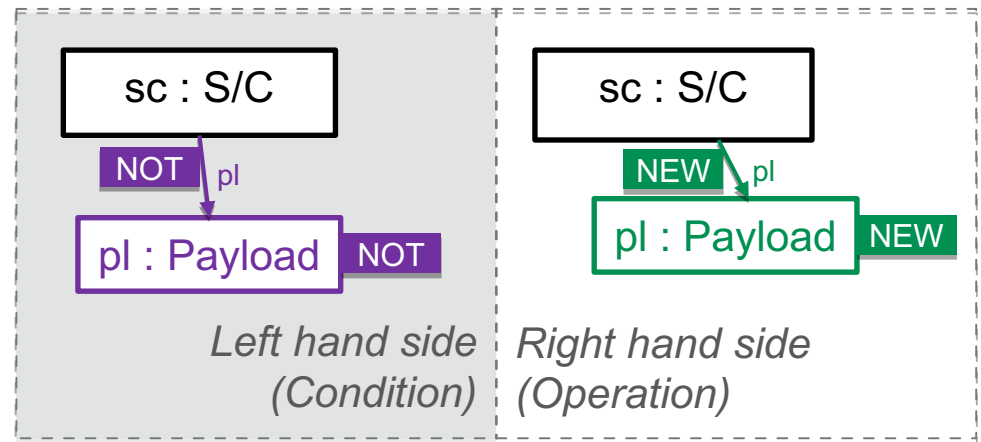 sc : S/C
NOT
pl
pl : Payload
NOT
Left hand side
(Condition)
sc : S/C
NEW
pl
pl : Payload
NEW
Right hand side
(Operation)